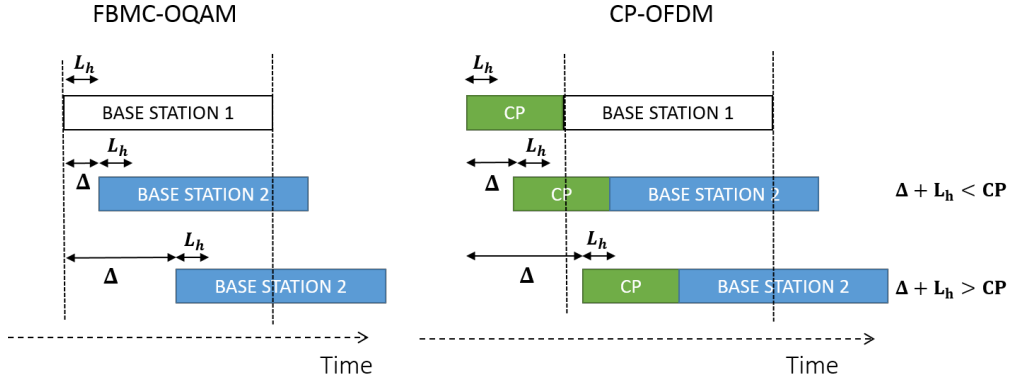 FBMC-OQAM
CP-OFDM
L_h
L_h
BASE STATION 1
CP
BASE STATION 1
L_h
L_h
Δ
Δ
BASE STATION 2
CP
BASE STATION 2
Δ + L_h < CP
L_h
L_h
Δ
Δ
BASE STATION 2
CP
BASE STATION 2
Δ + L_h > CP
Time
Time